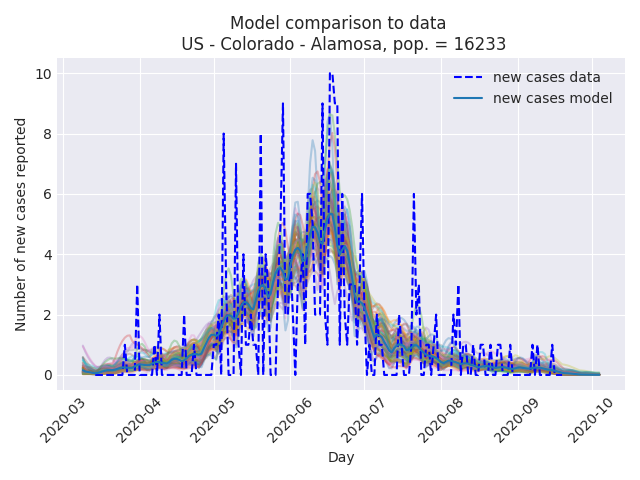 Model comparison to data
US - Colorado - Alamosa, pop. = 16233
new cases data
new cases model
Number of new cases reported
10
8
6
4
2
0
2020-03
2020-04
2020-05
2020-06
2020-07
2020-08
2020-09
2020-10
Day